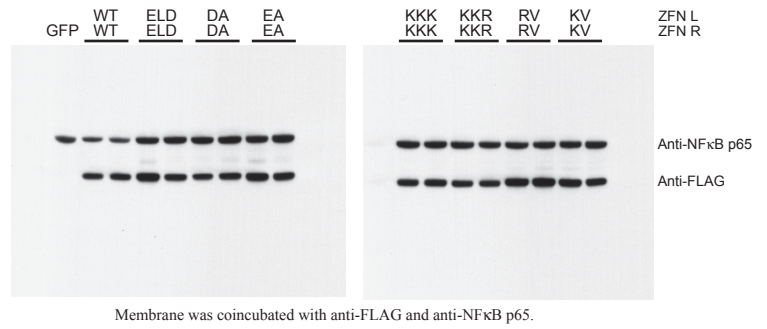 WT ELD DA EA KKK KKR RV KV ZFN L
GFP WT ELD DA EA KKK KKR RV KV ZFN R
Anti-NFκB p65
Anti-FLAG
Membrane was coincubated with anti-FLAG and anti-NFκB p65.